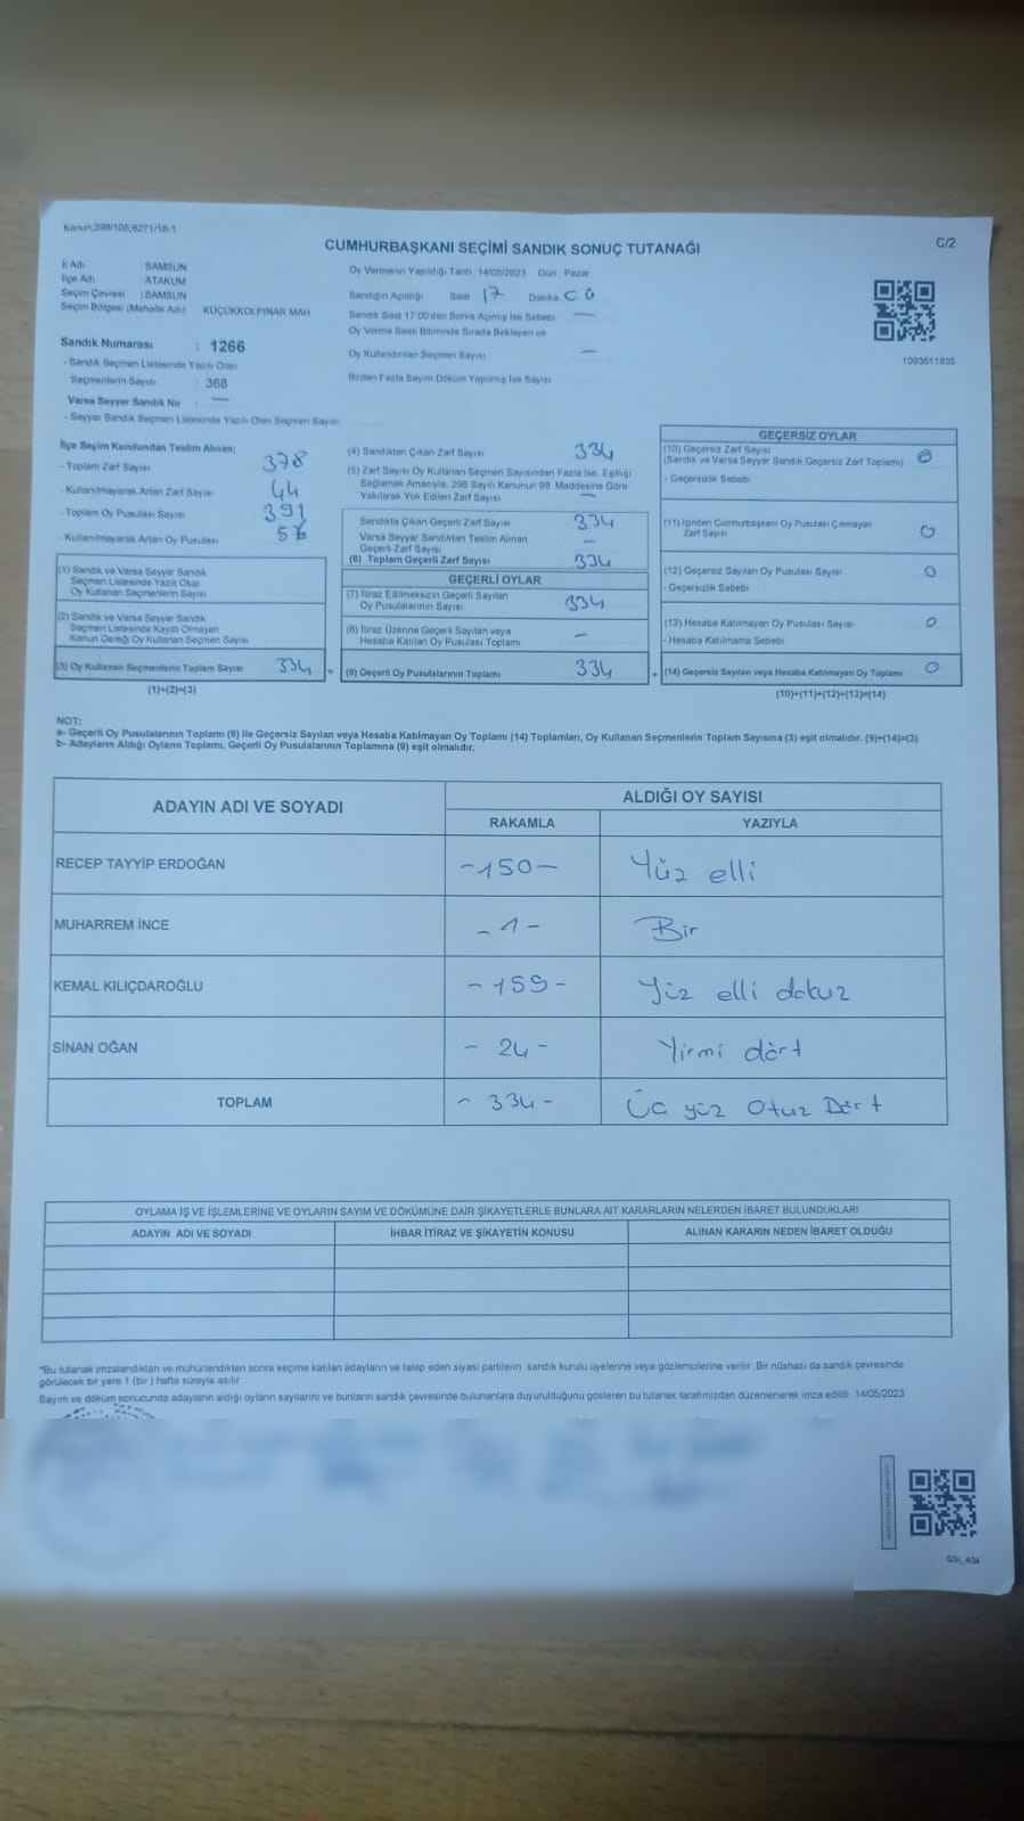 Kanun:298/105,6271/16-1
C/2
CUMHURBAŞKANI SEÇİMİ SANDIK SONUÇ TUTANAĞI
İl Adı : SAMSUN
İlçe Adı : ATAKUM
Seçim Çevresi : SAMSUN
Seçim Bölgesi (Mahalle Adı) : KÜÇÜKKOLPINAR MAH
Sandık Numarası : 1266
- Sandık Seçmen Listesinde Yazılı Olan
Seçmenlerin Sayısı : 368
Varsa Seyyar Sandık No : —
- Seyyar Sandık Seçmen Listesinde Yazılı Olan Seçmen Sayısı
Oy Vermenin Yapıldığı Tarih : 14/05/2023 Gün : Pazar
Sandığın Açıldığı Saat 17 Dakika
Sandık Saat 17:00'den Sonra Açılmış İse Sebebi —
Oy Verme Saati Bitiminde Sırada Bekleyen ve
Oy Kullandırılan Seçmen Sayısı —
Birden Fazla Sayım Döküm Yapılmış İse Sayısı
1093611835
İlçe Seçim Kurulundan Teslim Alınan;
- Toplam Zarf Sayısı 378
- Kullanılmayarak Artan Zarf Sayısı 44
- Toplam Oy Pusulası Sayısı 391
- Kullanılmayarak Artan Oy Pusulası
(1) Sandık ve Varsa Seyyar Sandık
Seçmen Listesinde Yazılı Olup
Oy Kullanan Seçmenlerin Sayısı
(2) Sandık ve Varsa Seyyar Sandık
Seçmen Listesinde Kayıtlı Olmayan
Kanun Gereği Oy Kullanan Seçmen Sayısı
(3) Oy Kullanan Seçmenlerin Toplam Sayısı 334
(1)+(2)=(3)
(4) Sandıktan Çıkan Zarf Sayısı 334
(5) Zarf Sayısı Oy Kullanan Seçmen Sayısından Fazla İse, Eşitliği
Sağlamak Amacıyla, 298 Sayılı Kanunun 98. Maddesine Göre
Yakılarak Yok Edilen Zarf Sayısı —
Sandıkta Çıkan Geçerli Zarf Sayısı 334
Varsa Seyyar Sandıktan Teslim Alınan
Geçerli Zarf Sayısı —
(6) Toplam Geçerli Zarf Sayısı 334
GEÇERLİ OYLAR
(7) İtiraz Edilmeksizin Geçerli Sayılan
Oy Pusulalarının Sayısı 334
(8) İtiraz Üzerine Geçerli Sayılan veya
Hesaba Katılan Oy Pusulası Toplamı —
= (9) Geçerli Oy Pusulalarının Toplamı 334
GEÇERSİZ OYLAR
(10) Geçersiz Zarf Sayısı
(Sandık ve Varsa Seyyar Sandık Geçersiz Zarf Toplamı) 0
- Geçersizlik Sebebi
(11) İçinden Cumhurbaşkanı Oy Pusulası Çıkmayan
Zarf Sayısı 0
(12) Geçersiz Sayılan Oy Pusulası Sayısı 0
- Geçersizlik Sebebi
(13) Hesaba Katılmayan Oy Pusulası Sayısı 0
- Hesaba Katılmama Sebebi
+ (14) Geçersiz Sayılan veya Hesaba Katılmayan Oy Toplamı 0
(10)+(11)+(12)+(13)=(14)
NOT:
a- Geçerli Oy Pusulalarının Toplamı (9) ile Geçersiz Sayılan veya Hesaba Katılmayan Oy Toplamı (14) Toplamları, Oy Kullanan Seçmenlerin Toplam Sayısına (3) eşit olmalıdır. (9)+(14)=(3)
b- Adayların Aldığı Oyların Toplamı, Geçerli Oy Pusulalarının Toplamına (9) eşit olmalıdır.
ADAYIN ADI VE SOYADI
ALDIĞI OY SAYISI
RAKAMLA YAZIYLA
RECEP TAYYİP ERDOĞAN -150- Yüz elli
MUHARREM İNCE -1- Bir
KEMAL KILIÇDAROĞLU -159- Yüz elli dokuz
SİNAN OĞAN -24- Yirmi dört
TOPLAM -334- Üç yüz Otuz Dört
OYLAMA İŞ VE İŞLEMLERİNE VE OYLARIN SAYIM VE DÖKÜMÜNE DAİR ŞİKAYETLERLE BUNLARA AİT KARARLARIN NELERDEN İBARET BULUNDUKLARI
ADAYIN ADI VE SOYADI İHBAR İTİRAZ VE ŞİKAYETİN KONUSU ALINAN KARARIN NEDEN İBARET OLDUĞU
*Bu tutanak imzalandıktan ve mühürlendikten sonra seçime katılan adayların ve talep eden siyasi partilerin sandık kurulu üyelerine veya gözlemcilerine verilir. Bir nüshası da sandık çevresinde
görülecek bir yere 1 (bir) hafta süreyle asılır
Sayım ve döküm sonucunda adayların aldığı oyların sayılarını ve bunların sandık çevresinde bulunanlara duyurulduğunu gösteren bu tutanak tarafımızdan düzenlenerek imza edildi. 14/05/2023